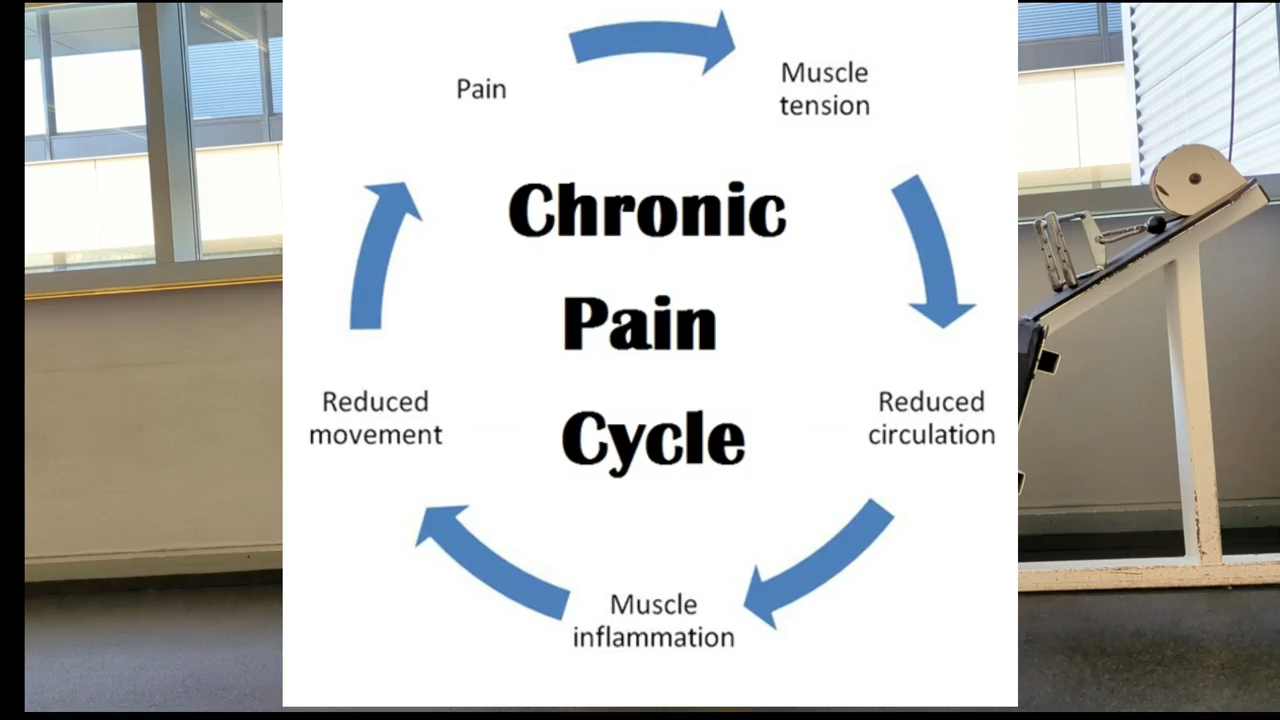 Pain
Muscle
tension
Chronic
Pain
Cycle
Reduced
movement
Reduced
circulation
Muscle
inflammation